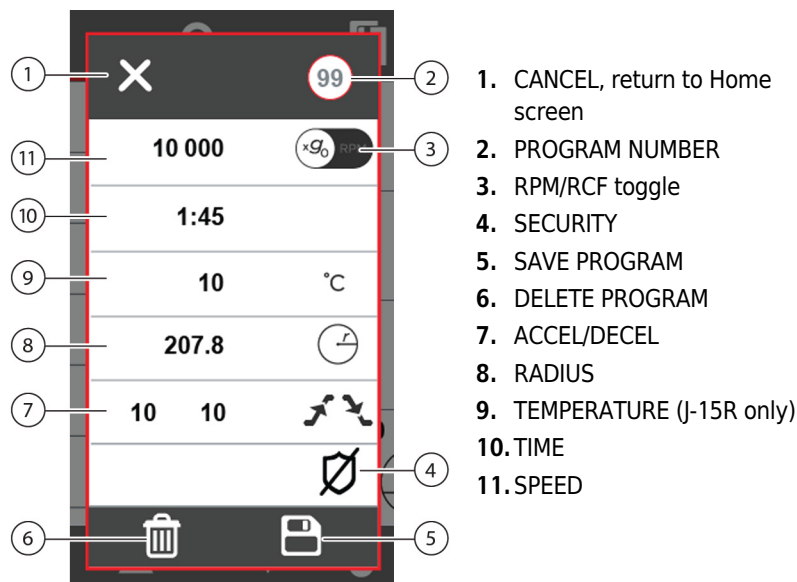 99
10 000
×g₀ RPM
1:45
10 °C
207.8 r
10 10
1
2
3
4
5
6
7
8
9
10
11
1. CANCEL, return to Home
screen
2. PROGRAM NUMBER
3. RPM/RCF toggle
4. SECURITY
5. SAVE PROGRAM
6. DELETE PROGRAM
7. ACCEL/DECEL
8. RADIUS
9. TEMPERATURE (J-15R only)
10. TIME
11. SPEED